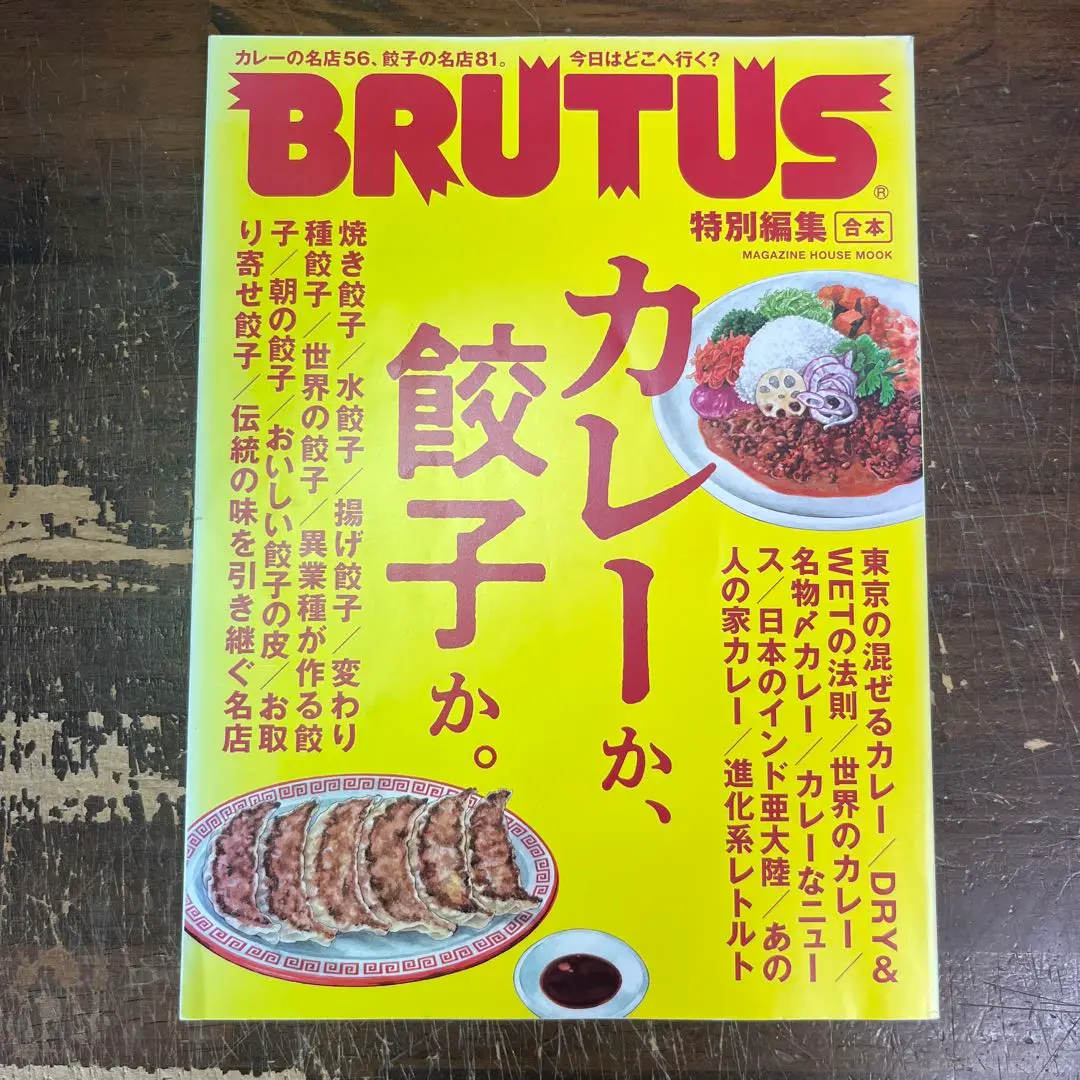 カレーの名店56、餃子の名店81。 今日はどこへ行く?
BRUTUS®
特別編集 合本
MAGAZINE HOUSE MOOK
カレーか、
餃子か。
東京の混ぜるカレー/DRY&
WETの法則/世界のカレー/
名物〆カレー/カレーなニュー
ス/日本のインド亜大陸/あの
人の家カレー/進化系レトルト
焼き餃子/水餃子/揚げ餃子/変わり
種餃子/世界の餃子/異業種が作る餃
子/朝の餃子/おいしい餃子の皮/お取
り寄せ餃子/伝統の味を引き継ぐ名店